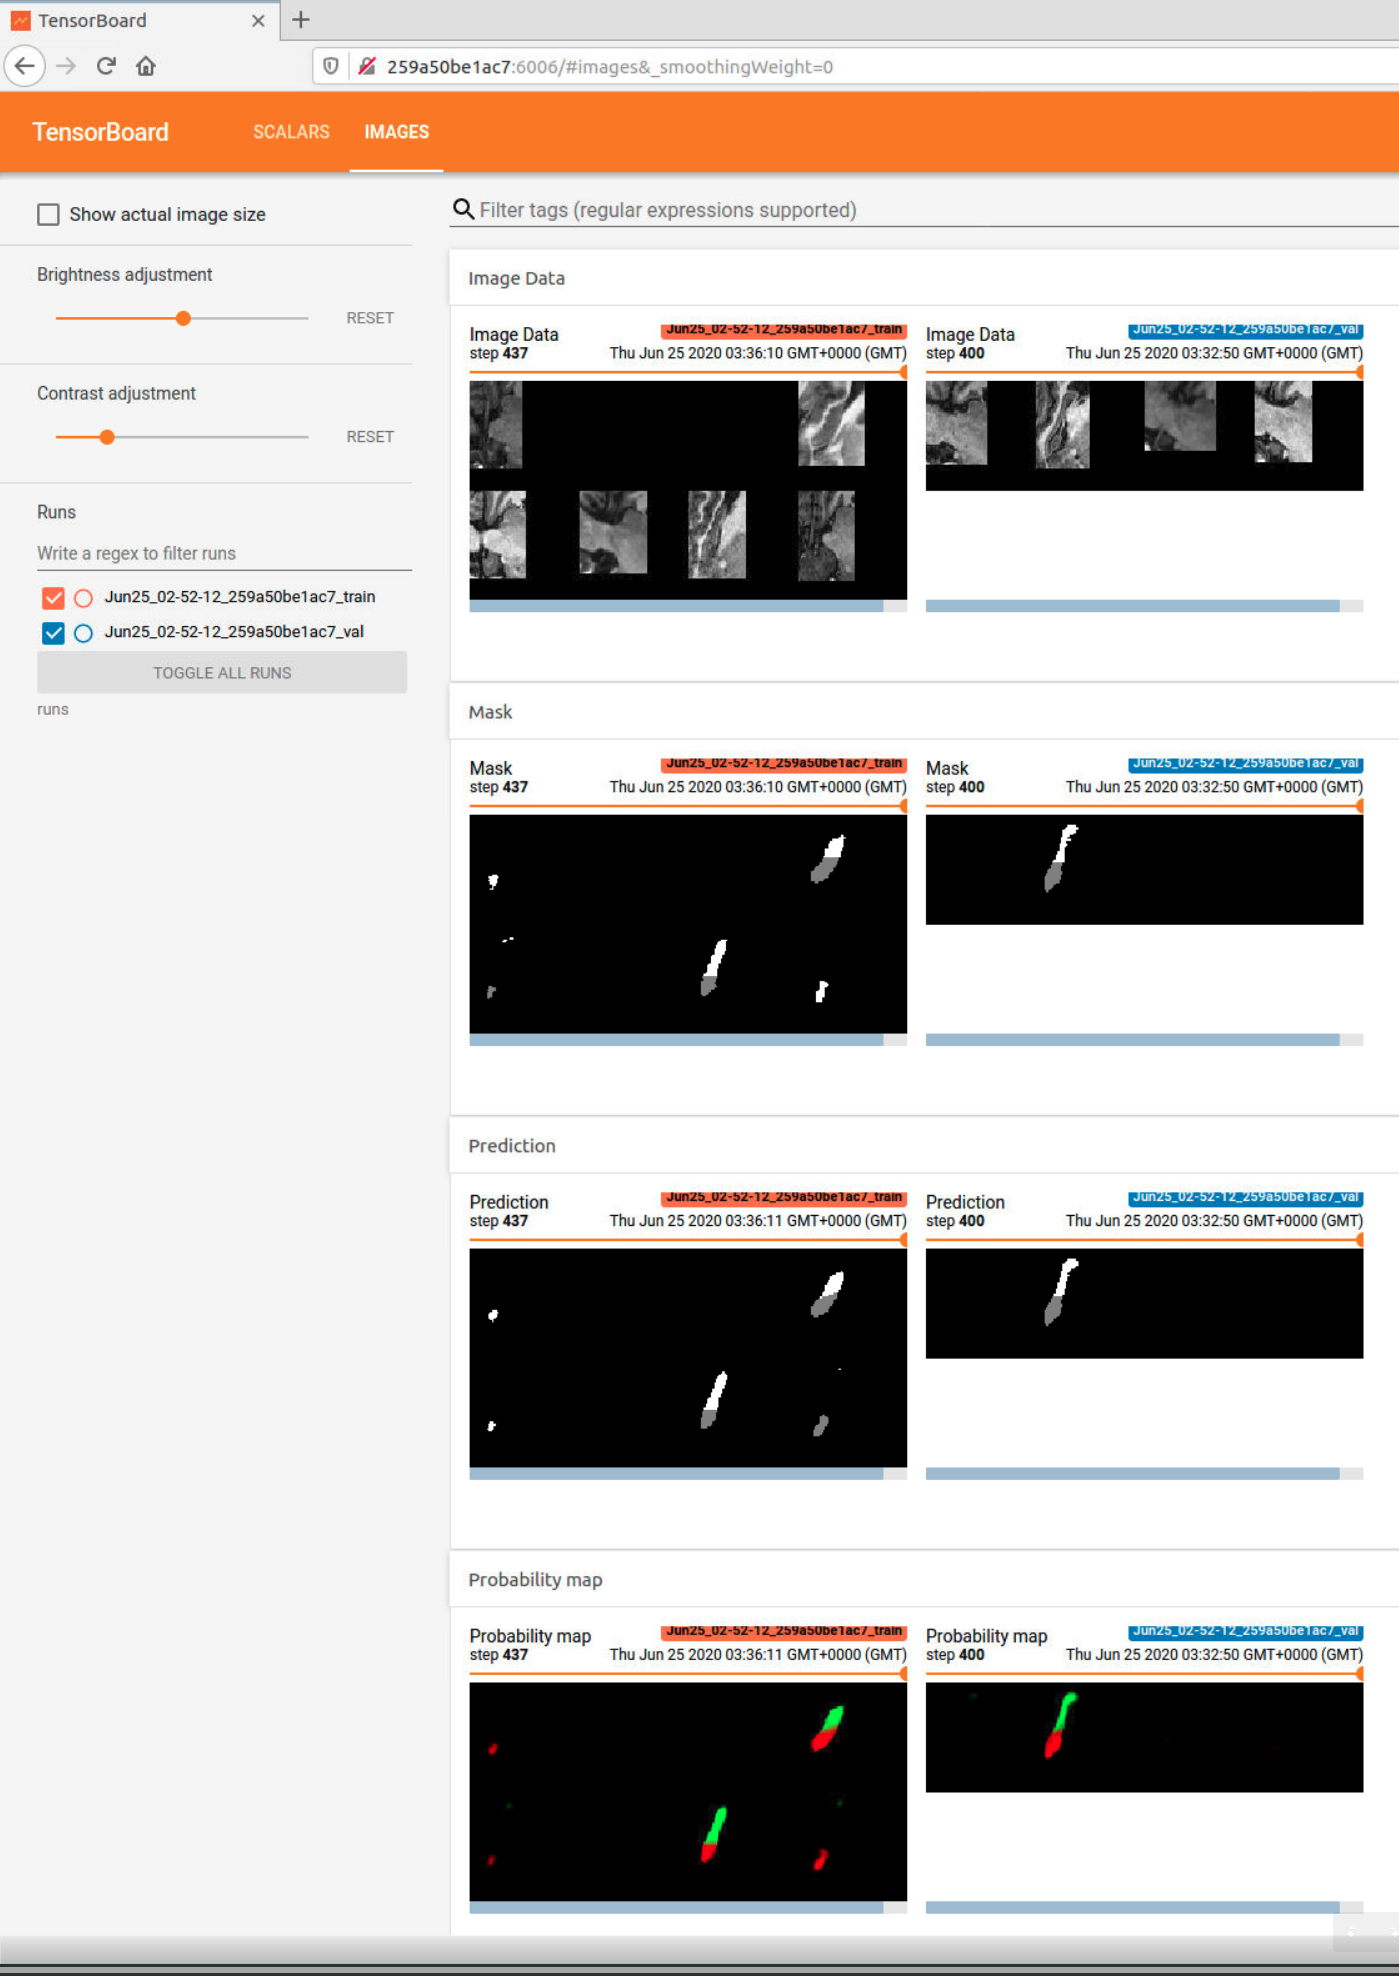 TensorBoard
259a50be1ac7:6006/#images&_smoothingWeight=0
TensorBoard SCALARS IMAGES
Show actual image size
Brightness adjustment
RESET
Contrast adjustment
RESET
Runs
Write a regex to filter runs
Jun25_02-52-12_259a50be1ac7_train
Jun25_02-52-12_259a50be1ac7_val
TOGGLE ALL RUNS
runs
Filter tags (regular expressions supported)
Image Data
Image Data Jun25_02-52-12_259a50be1ac7_train
step 437 Thu Jun 25 2020 03:36:10 GMT+0000 (GMT)
Image Data Jun25_02-52-12_259a50be1ac7_val
step 400 Thu Jun 25 2020 03:32:50 GMT+0000 (GMT)
Mask
Mask Jun25_02-52-12_259a50be1ac7_train
step 437 Thu Jun 25 2020 03:36:10 GMT+0000 (GMT)
Mask Jun25_02-52-12_259a50be1ac7_val
step 400 Thu Jun 25 2020 03:32:50 GMT+0000 (GMT)
Prediction
Prediction Jun25_02-52-12_259a50be1ac7_train
step 437 Thu Jun 25 2020 03:36:11 GMT+0000 (GMT)
Prediction Jun25_02-52-12_259a50be1ac7_val
step 400 Thu Jun 25 2020 03:32:50 GMT+0000 (GMT)
Probability map
Probability map Jun25_02-52-12_259a50be1ac7_train
step 437 Thu Jun 25 2020 03:36:11 GMT+0000 (GMT)
Probability map Jun25_02-52-12_259a50be1ac7_val
step 400 Thu Jun 25 2020 03:32:50 GMT+0000 (GMT)